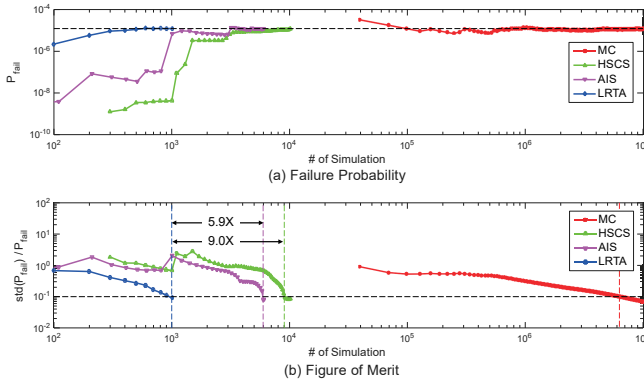 10^-5
P_fail
10^-6
10^-8
10^-10
10^2
10^3
10^4
10^5
10^6
10^7
MC
HSCS
AIS
LRTA
# of Simulation
(a) Failure Probability
10^2
10^1
10^0
10^-1
10^-2
std(P_fail) / P_fail
5.9X
9.0X
MC
HSCS
AIS
LRTA
10^2
10^3
10^4
10^5
10^6
10^7
# of Simulation
(b) Figure of Merit